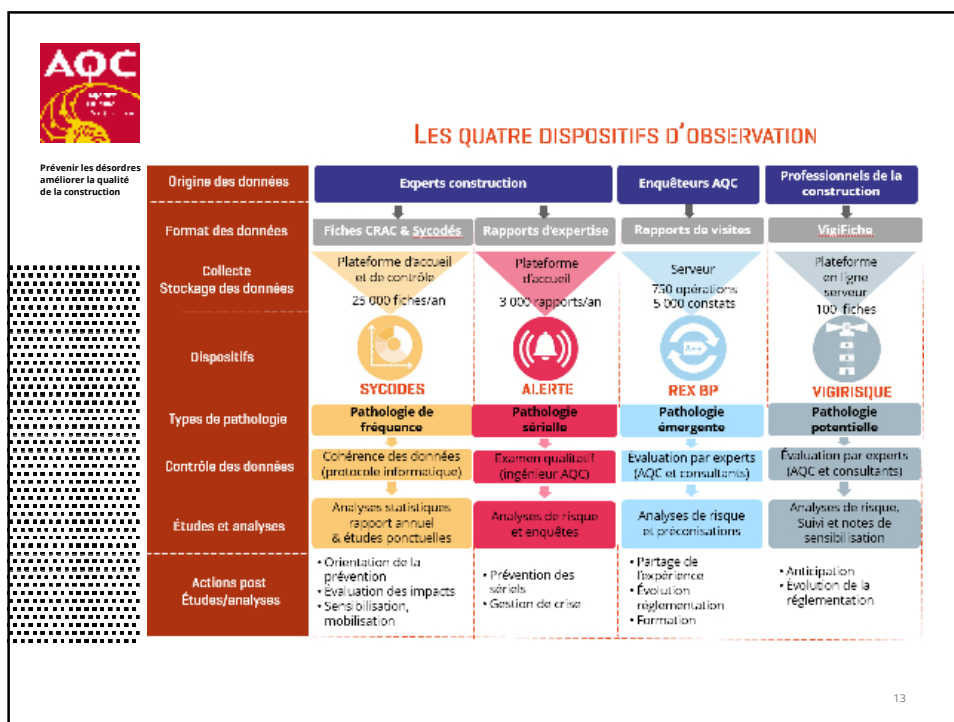 AQC
Prévenir les désordres
améliorer la qualité
de la construction
LES QUATRE DISPOSITIFS D'OBSERVATION
Origine des données
Experts construction
Enquêteurs AQC
Professionnels de la
construction
Format des données
Fiches CRAC & Sycodés
Rapports d'expertise
Rapports de visites
VigiFiche
Collecte
Stockage des données
Plateforme d'accueil
et de contrôle
25 000 fiches/an
Plateforme
d'accueil
3 000 rapports/an
Serveur
750 opérations
5 000 constats
Plateforme
en ligne
serveur
100 fiches
Dispositifs
SYCODES
ALERTE
A++
REX BP
VIGIRISQUE
Types de pathologie
Pathologie de
fréquence
Pathologie
sérielle
Pathologie
émergente
Pathologie
potentielle
Contrôle des données
Cohérence des données
(protocole informatique)
Examen qualitatif
(ingénieur AQC)
Évaluation par experts
(AQC et consultants)
Évaluation par experts
(AQC et consultants)
Études et analyses
Analyses statistiques
rapport annuel
& études ponctuelles
Analyses de risque
et enquêtes
Analyses de risque
et préconisations
Analyses de risque,
Suivi et notes de
sensibilisation
Actions post
Études/analyses
• Orientation de la
prévention
• Évaluation des impacts
• Sensibilisation,
mobilisation
• Prévention des
sériels
• Gestion de crise
• Partage de
l'expérience
• Évolution
réglementation
• Formation
• Anticipation
• Évolution de la
réglementation
13